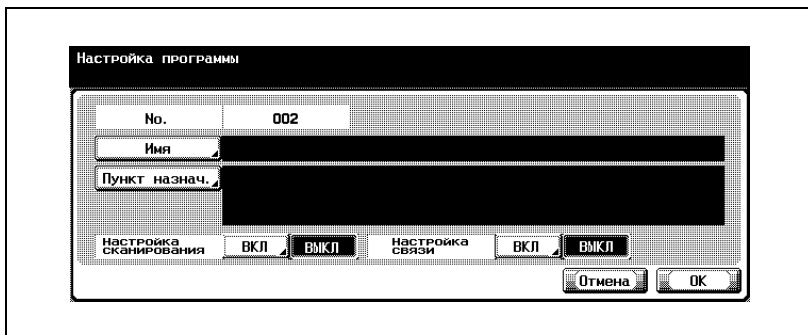 Настройка программы
No. 002
Имя
Пункт назнач.
Настройка сканирования ВКЛ ВЫКЛ Настройка связи ВКЛ ВЫКЛ
Отмена OK